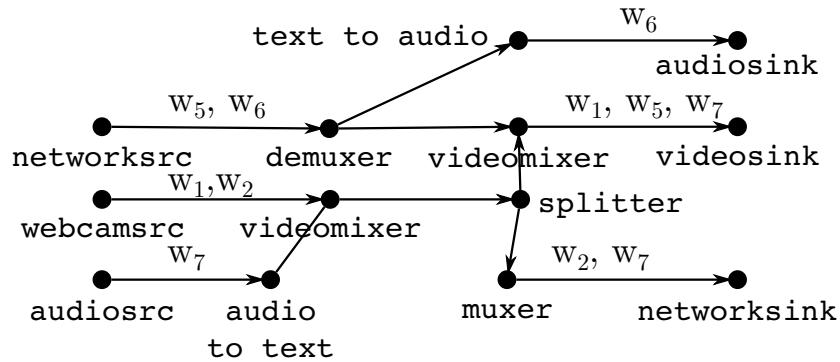 text to audio
w6
audiosink
w5, w6
w1, w5, w7
networksrc
demuxer
videomixer
videosink
w1,w2
webcamsrc
videomixer
splitter
w7
w2, w7
audiosrc
audio
to text
muxer
networksink